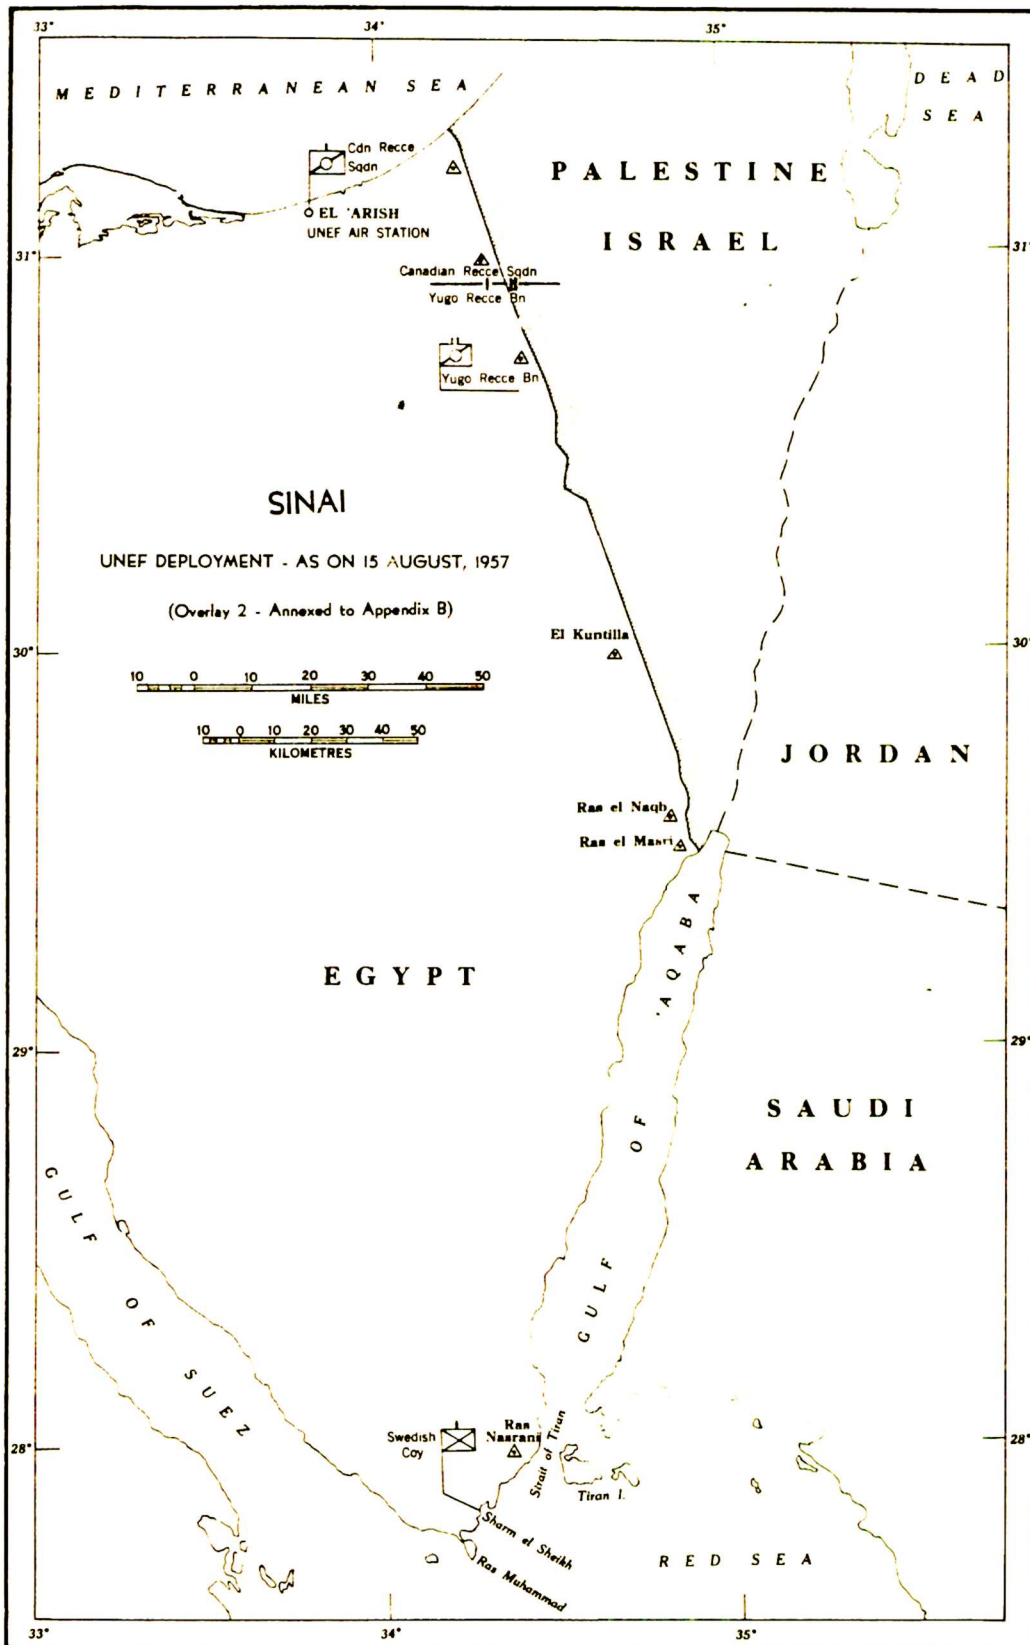 33° 34° 35°
MEDITERRANEAN SEA
DEAD
SEA
Cdn Recce
Sqdn
PALESTINE
EL 'ARISH
UNEF AIR STATION
ISRAEL
31° 31°
Canadian Recce Sqdn
Yugo Recce Bn
Yugo Recce Bn
SINAI
UNEF DEPLOYMENT - AS ON 15 AUGUST, 1957
(Overlay 2 - Annexed to Appendix B)
El Kuntilla
30° 30°
10 0 10 20 30 40 50
MILES
10 0 10 20 30 40 50
KILOMETRES
JORDAN
Ras el Naqb
Ras el Masri
EGYPT
GULF OF 'AQABA
29° 29°
SAUDI
ARABIA
GULF OF SUEZ
Swedish
Coy
Ras
Nasrani
Strait of Tiran
28° 28°
Tiran I.
Sharm el Sheikh
Ras Muhammad
RED SEA
33° 34° 35°